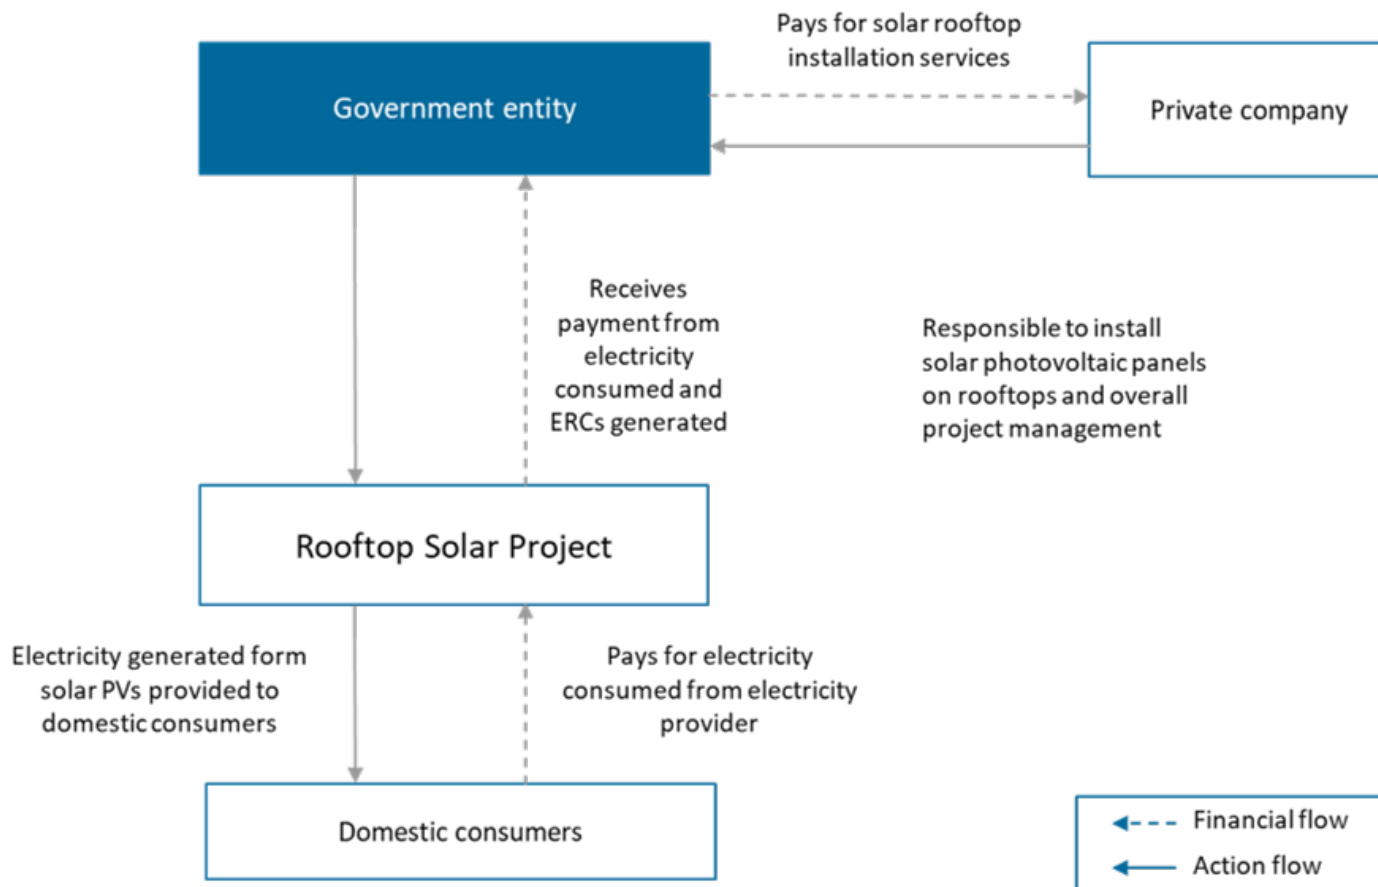 Pays for solar rooftop
installation services
Government entity
Private company
Receives
payment from
electricity
consumed and
ERCs generated
Responsible to install
solar photovoltaic panels
on rooftops and overall
project management
Rooftop Solar Project
Electricity generated form
solar PVs provided to
domestic consumers
Pays for electricity
consumed from electricity
provider
Domestic consumers
Financial flow
Action flow